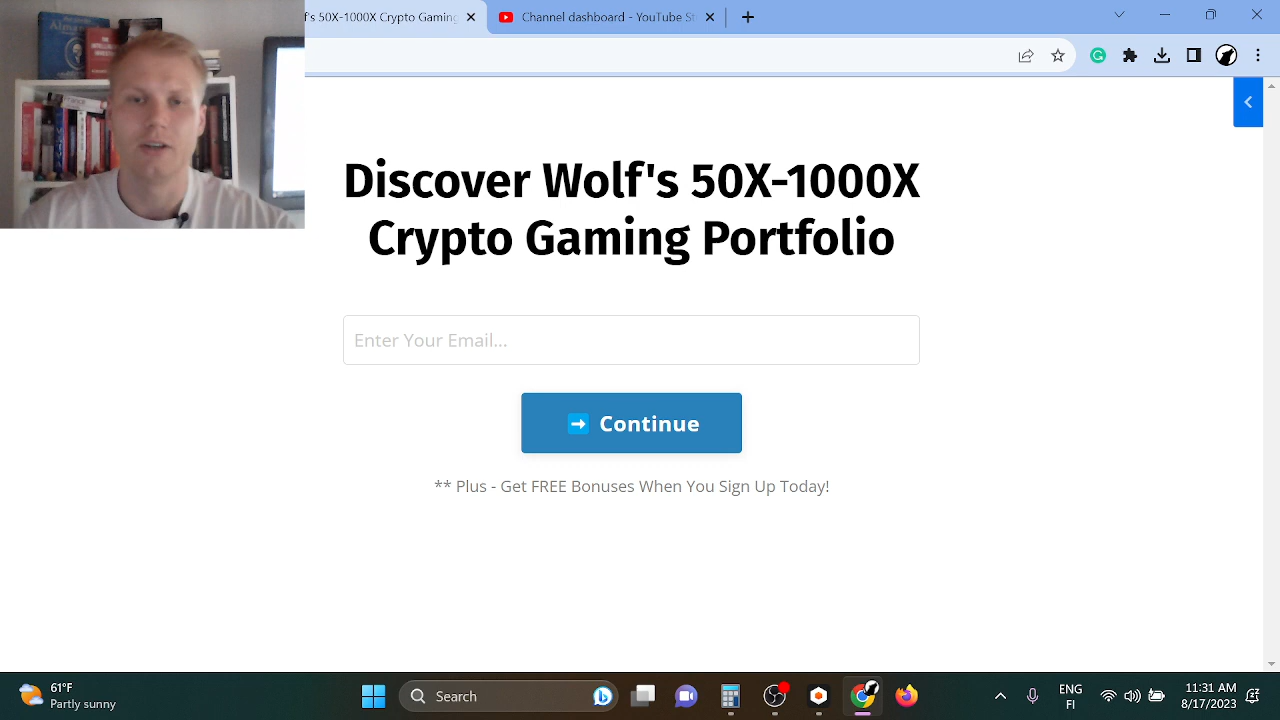 's 50X-1000X Crypto Gaming
Channel dashboard - YouTube St
Discover Wolf's 50X-1000X
Crypto Gaming Portfolio
Enter Your Email...
Continue
** Plus - Get FREE Bonuses When You Sign Up Today!
61°F
Partly sunny
Search
ENG
FI
11:31 AM
8/17/2023